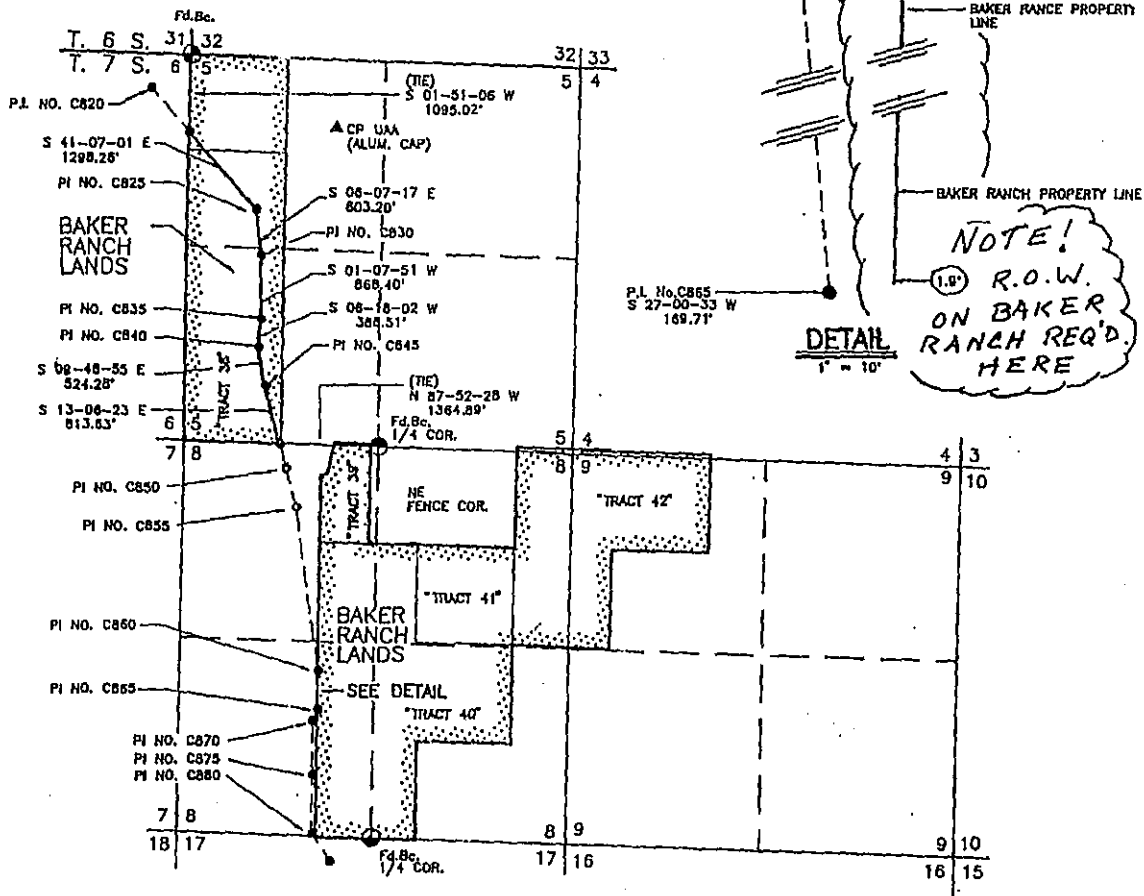 Fd.Bc.
T. 6 S. 31 32
T. 7 S. 6 5
32 33
5 4
P.I. NO. C820
(TIE)
S 01-51-06 W
1095.02'
CP UAA
(ALUM. CAP)
S 41-07-01 E
1298.28'
PI NO. C825
S 06-07-17 E
603.20'
PI NO. C830
BAKER
RANCH
LANDS
S 01-07-51 W
868.40'
PI NO. C835
S 06-18-02 W
PI NO. C840
PI NO. C845
524.28'
"TRACT 38"
S 13-06-23 E
813.63'
(TIE)
N 87-52-28 W
1364.89'
6 5
7 8
Fd.Bc.
1/4 COR.
5 4
8 9
4 3
9 10
PI NO. C850
PI NO. C855
"TRACT 39"
NE
FENCE COR.
"TRACT 42"
"TRACT 41"
BAKER
RANCH
LANDS
PI NO. C860
SEE DETAIL
PI NO. C865
"TRACT 40"
PI NO. C870
PI NO. C875
PI NO. C880
7 8
18 17
Fd.Bc.
1/4 COR.
8 9
17 16
9 10
16 15
BAKER RANCE PROPERTY
LINE
BAKER RANCH PROPERTY LINE
P.I. No.C865
S 27-00-33 W
169.71'
DETAIL
1" = 10'
NOTE!
1.9' R.O.W.
ON BAKER
RANCH REQ'D.
HERE